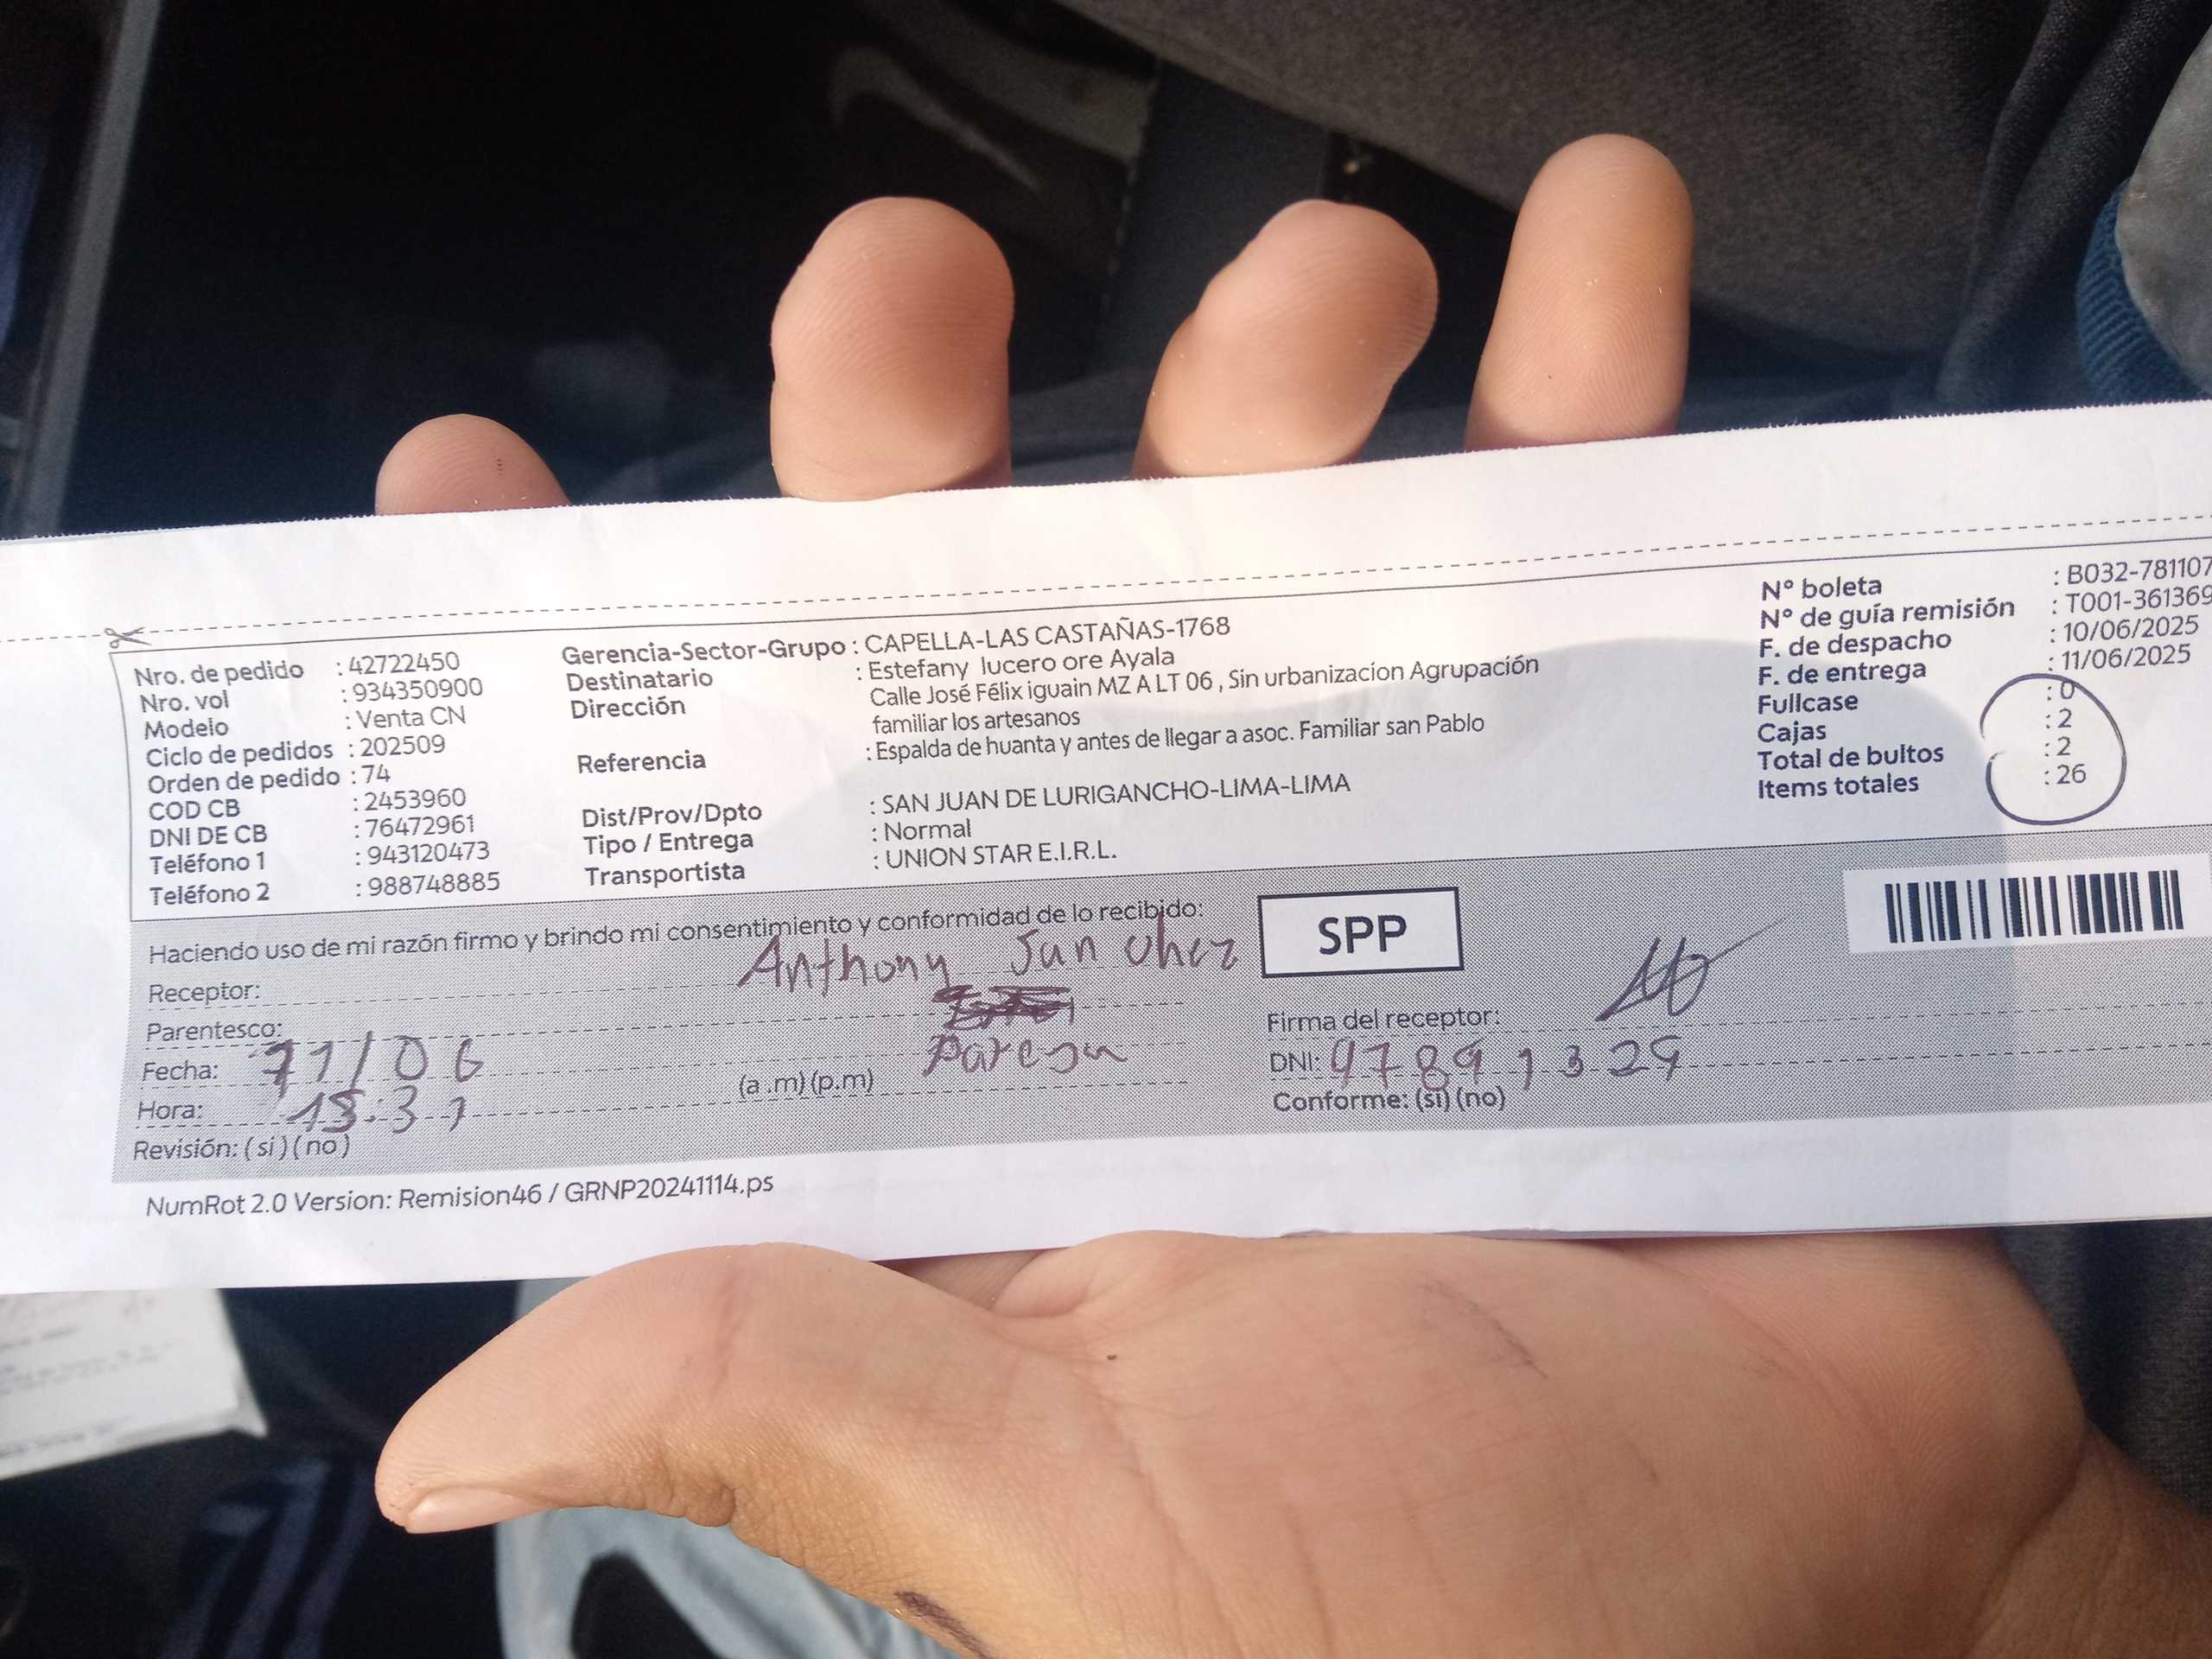 Nro. de pedido : 42722450
Nro. vol : 934350900
Modelo : Venta CN
Ciclo de pedidos : 202509
Orden de pedido : 74
COD CB : 2453960
DNI DE CB : 76472961
Teléfono 1 : 943120473
Teléfono 2 : 988748885
Gerencia-Sector-Grupo : CAPELLA-LAS CASTAÑAS-1768
Destinatario : Estefany lucero ore Ayala
Dirección Calle José Félix iguain MZ A LT 06 , Sin urbanizacion Agrupación
familiar los artesanos
Referencia : Espalda de huanta y antes de llegar a asoc. Familiar san Pablo
Dist/Prov/Dpto : SAN JUAN DE LURIGANCHO-LIMA-LIMA
Tipo / Entrega : Normal
Transportista : UNION STAR E.I.R.L.
N° boleta : B032-781107
N° de guía remisión : T001-361369
F. de despacho : 10/06/2025
F. de entrega : 11/06/2025
Fullcase : 0
Cajas : 2
Total de bultos : 2
Items totales : 26
Haciendo uso de mi razón firmo y brindo mi consentimiento y conformidad de lo recibido:
SPP
Receptor: Anthony
Parentesco: Pareja
Fecha: 11/06
Hora: (a.m)(p.m)
Revisión: (si)(no)
Firma del receptor:
DNI:
Conforme: (si)(no)
NumRot 2.0 Version: Remision46 / GRNP20241114.ps